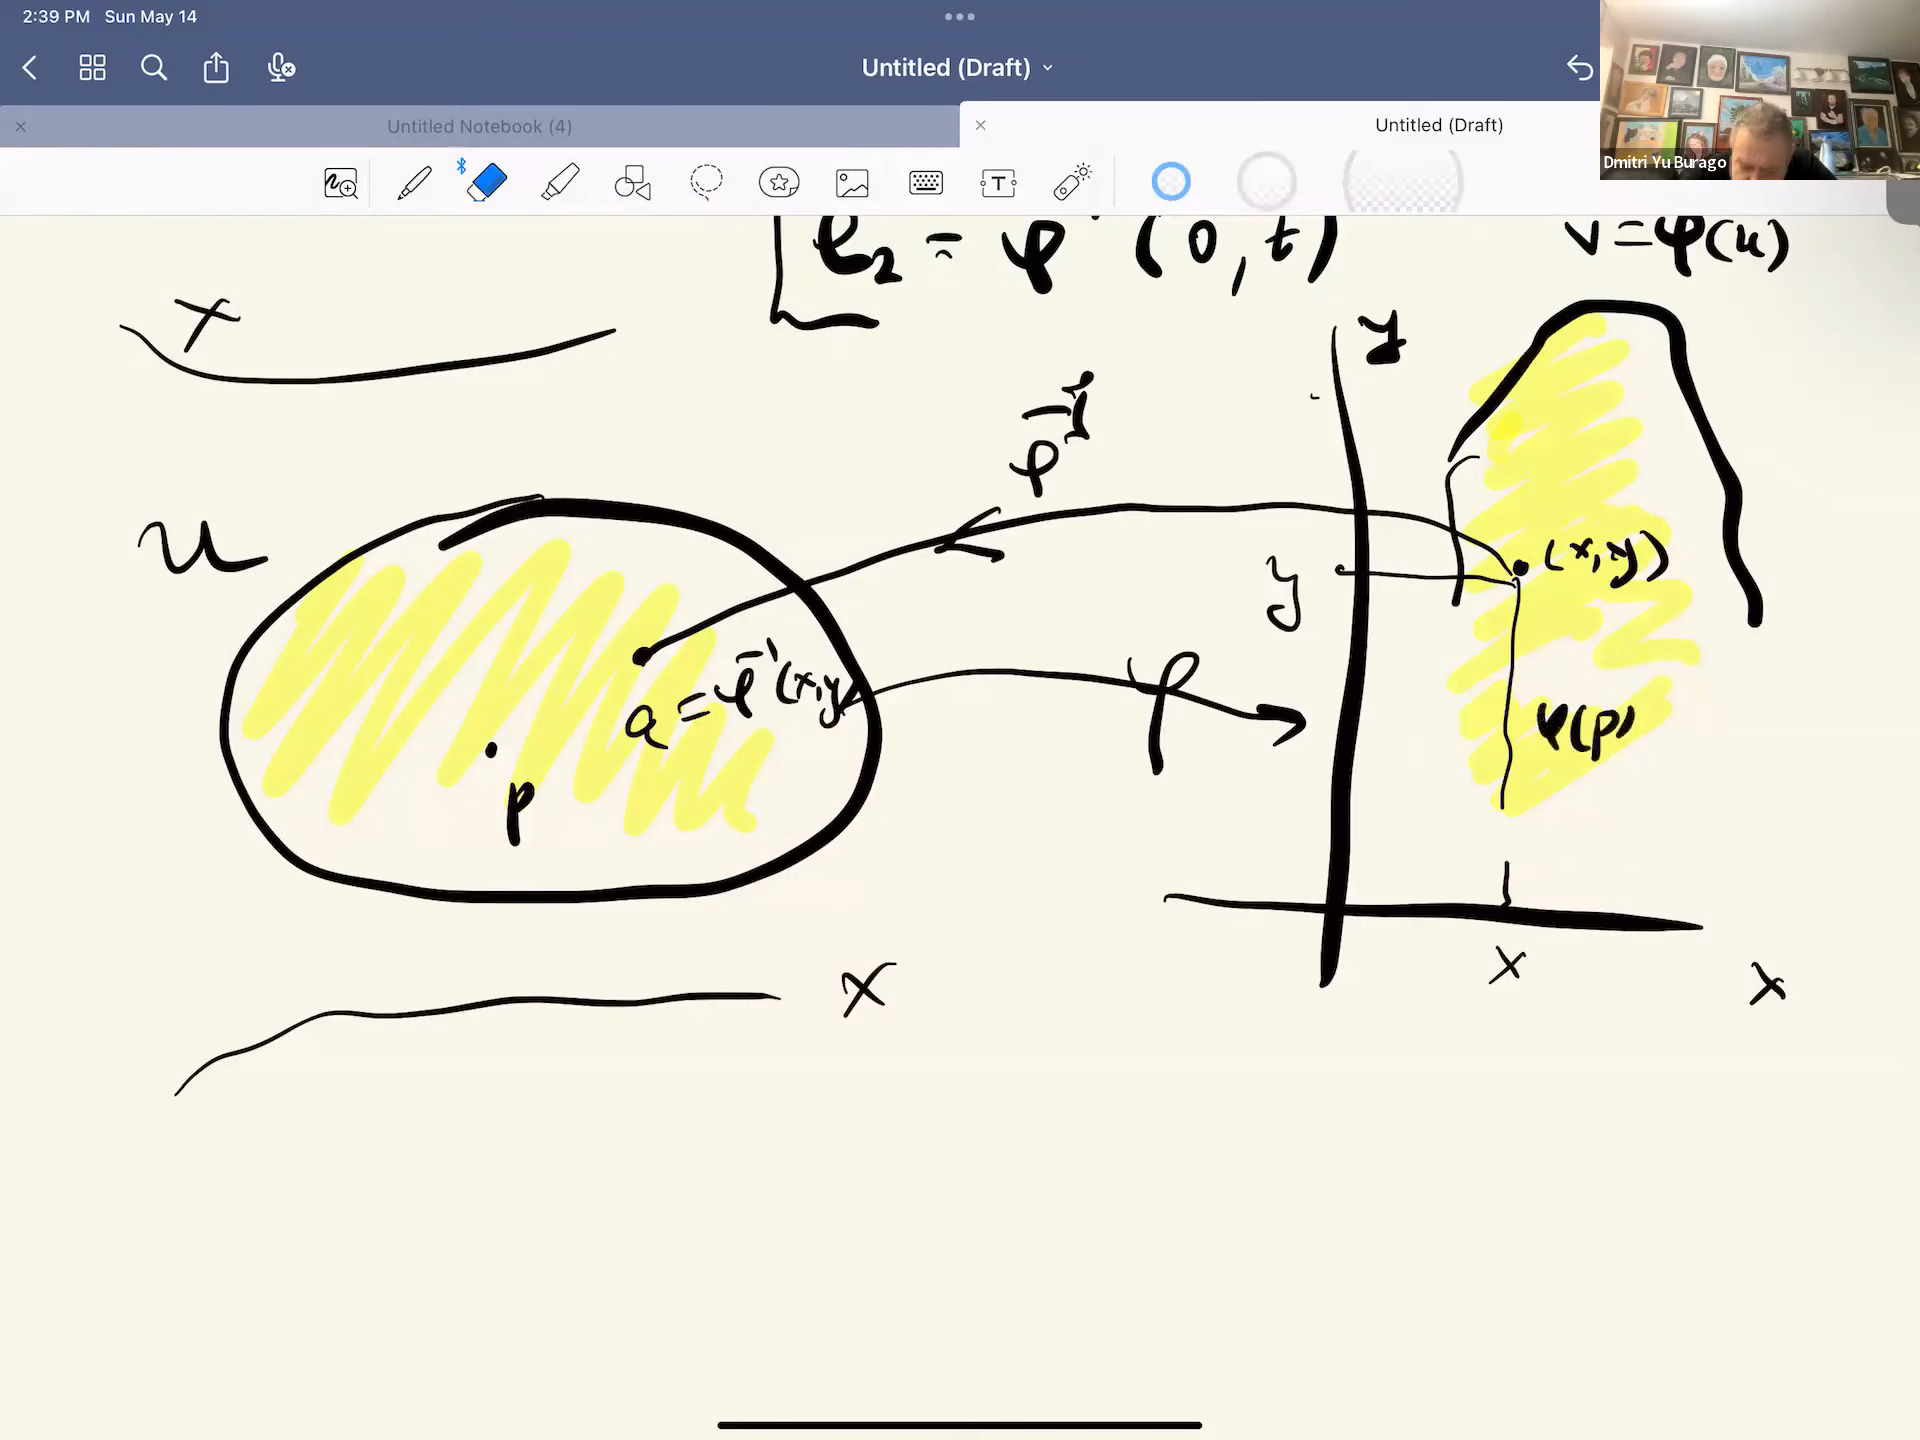 2:39 PM Sun May 14
Untitled (Draft)
Untitled Notebook (4)
Untitled (Draft)
Dmitri Yu Burago
T
e₂ = φ (0, t)
v = φ(u)
x
y
φ⁻¹
U
(x, y)
y
a = φ⁻¹(x, y
φ
φ(p)
p
x
x
x